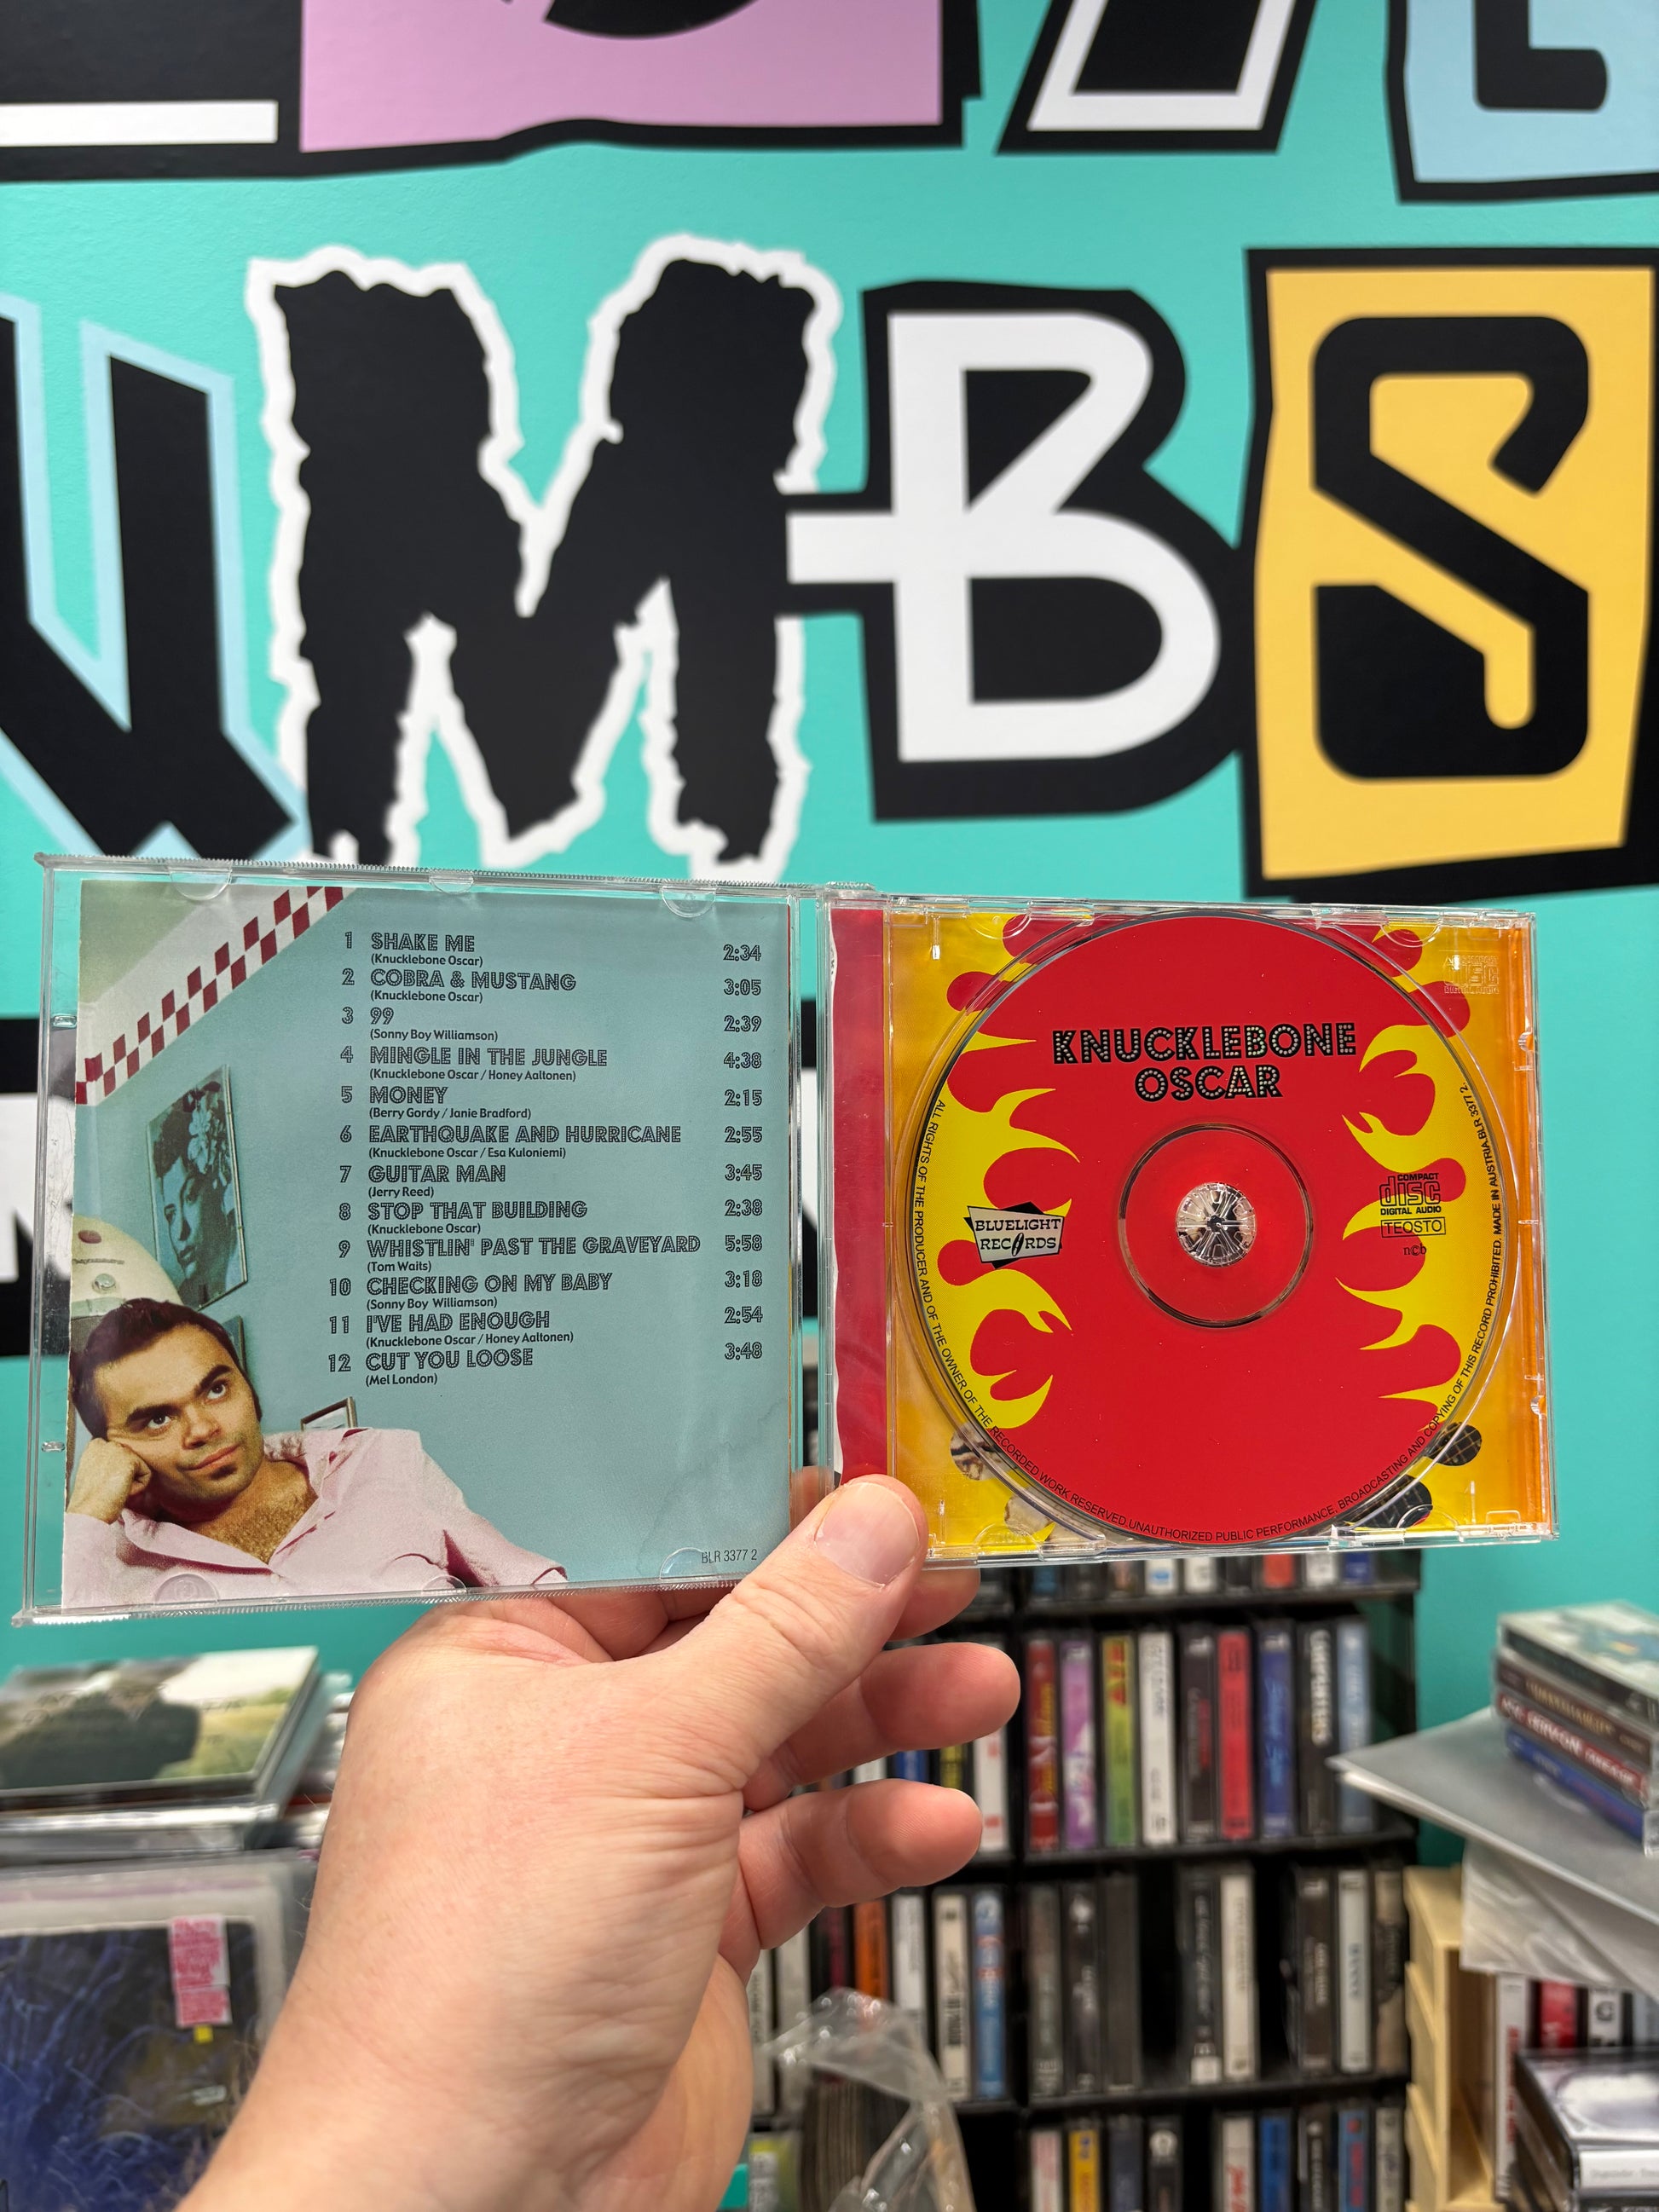 MBS
1 SHAKE ME 2:34
(Knucklebone Oscar)
2 COBRA & MUSTANG 3:05
(Knucklebone Oscar)
3 99 2:39
(Sonny Boy Williamson)
4 MINGLE IN THE JUNGLE 4:38
(Knucklebone Oscar / Honey Aaltonen)
5 MONEY 2:15
(Berry Gordy / Janie Bradford)
6 EARTHQUAKE AND HURRICANE 2:55
(Knucklebone Oscar / Esa Kuloniemi)
7 GUITAR MAN 3:45
(Jerry Reed)
8 STOP THAT BUILDING 2:38
(Knucklebone Oscar)
9 WHISTLIN' PAST THE GRAVEYARD 5:58
(Tom Waits)
10 CHECKING ON MY BABY 3:18
(Sonny Boy Williamson)
11 I'VE HAD ENOUGH 2:54
(Knucklebone Oscar / Honey Aaltonen)
12 CUT YOU LOOSE 3:48
(Mel London)
BLR 3377 2
KNUCKLEBONE
OSCAR
BLUELIGHT
RECORDS
COMPACT
disc
DIGITAL AUDIO
TEOSTO
ncb
ALL RIGHTS OF THE PRODUCER AND OF THE OWNER OF THE RECORDED WORK RESERVED. UNAUTHORIZED PUBLIC PERFORMANCE, BROADCASTING AND COPYING OF THIS RECORD PROHIBITED. MADE IN AUSTRIA. BLR 3377 2.